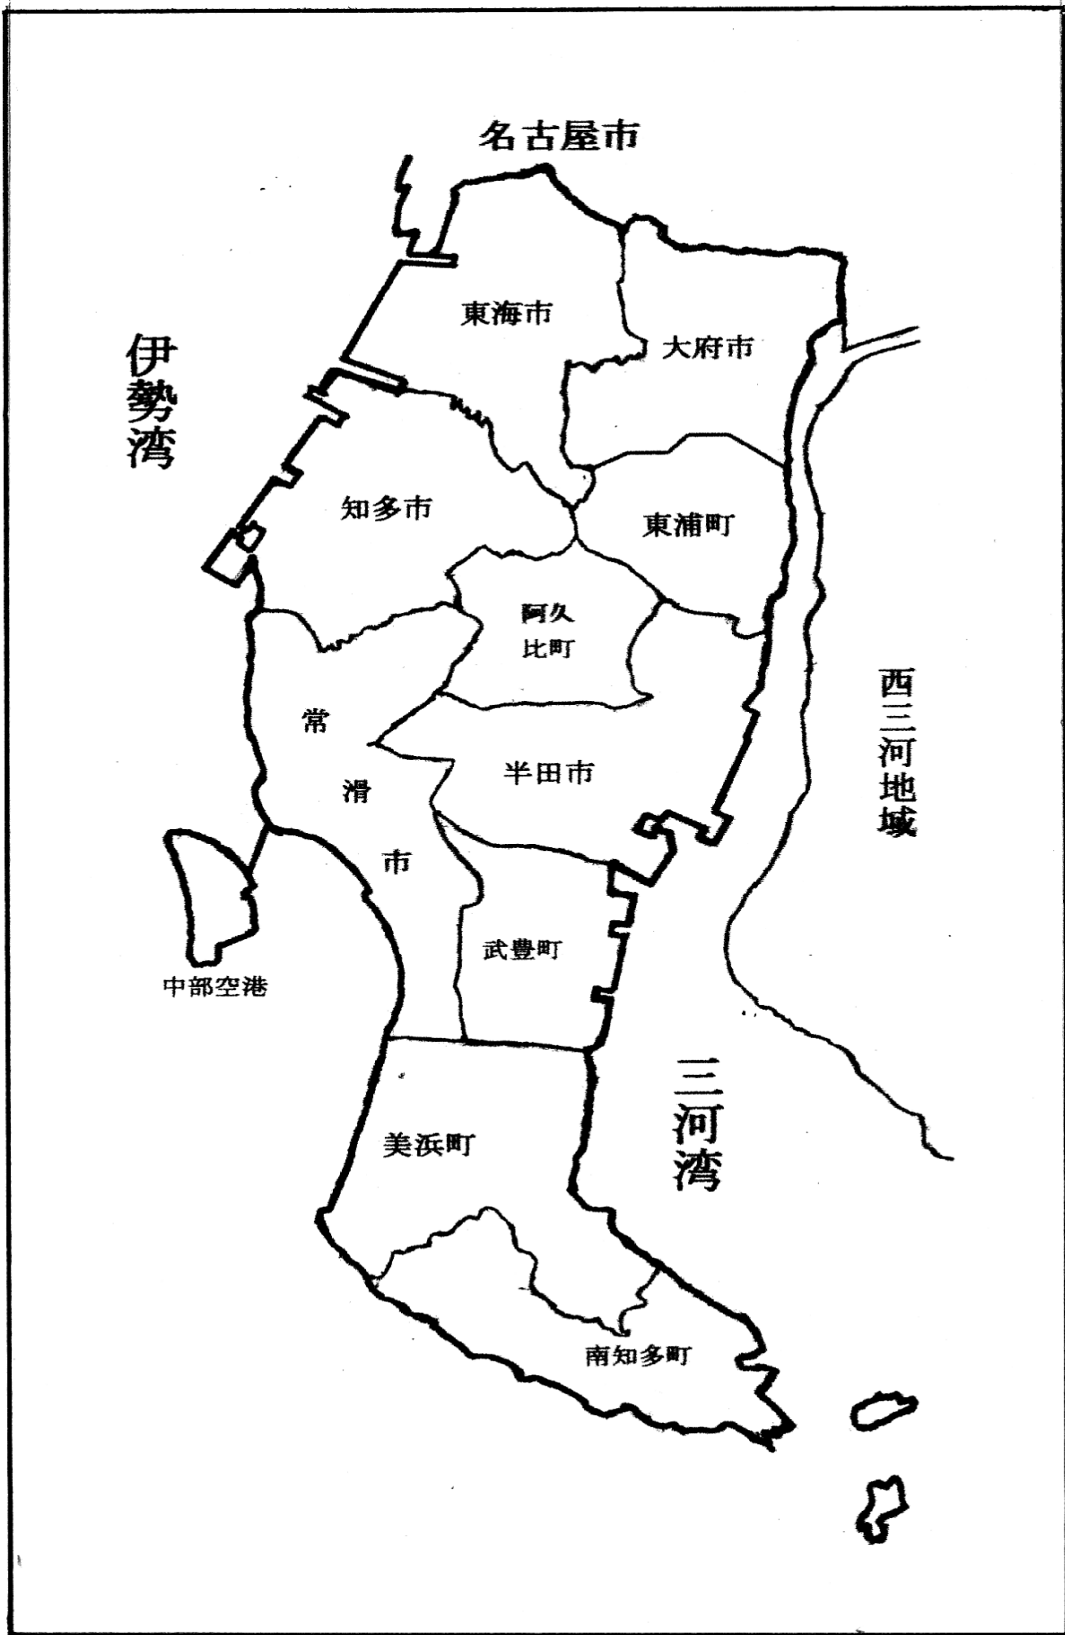 名古屋市
東海市
大府市
伊勢湾
知多市
東浦町
阿久
比町
西三河地域
常
滑
市
半田市
武豊町
中部空港
三河湾
美浜町
南知多町